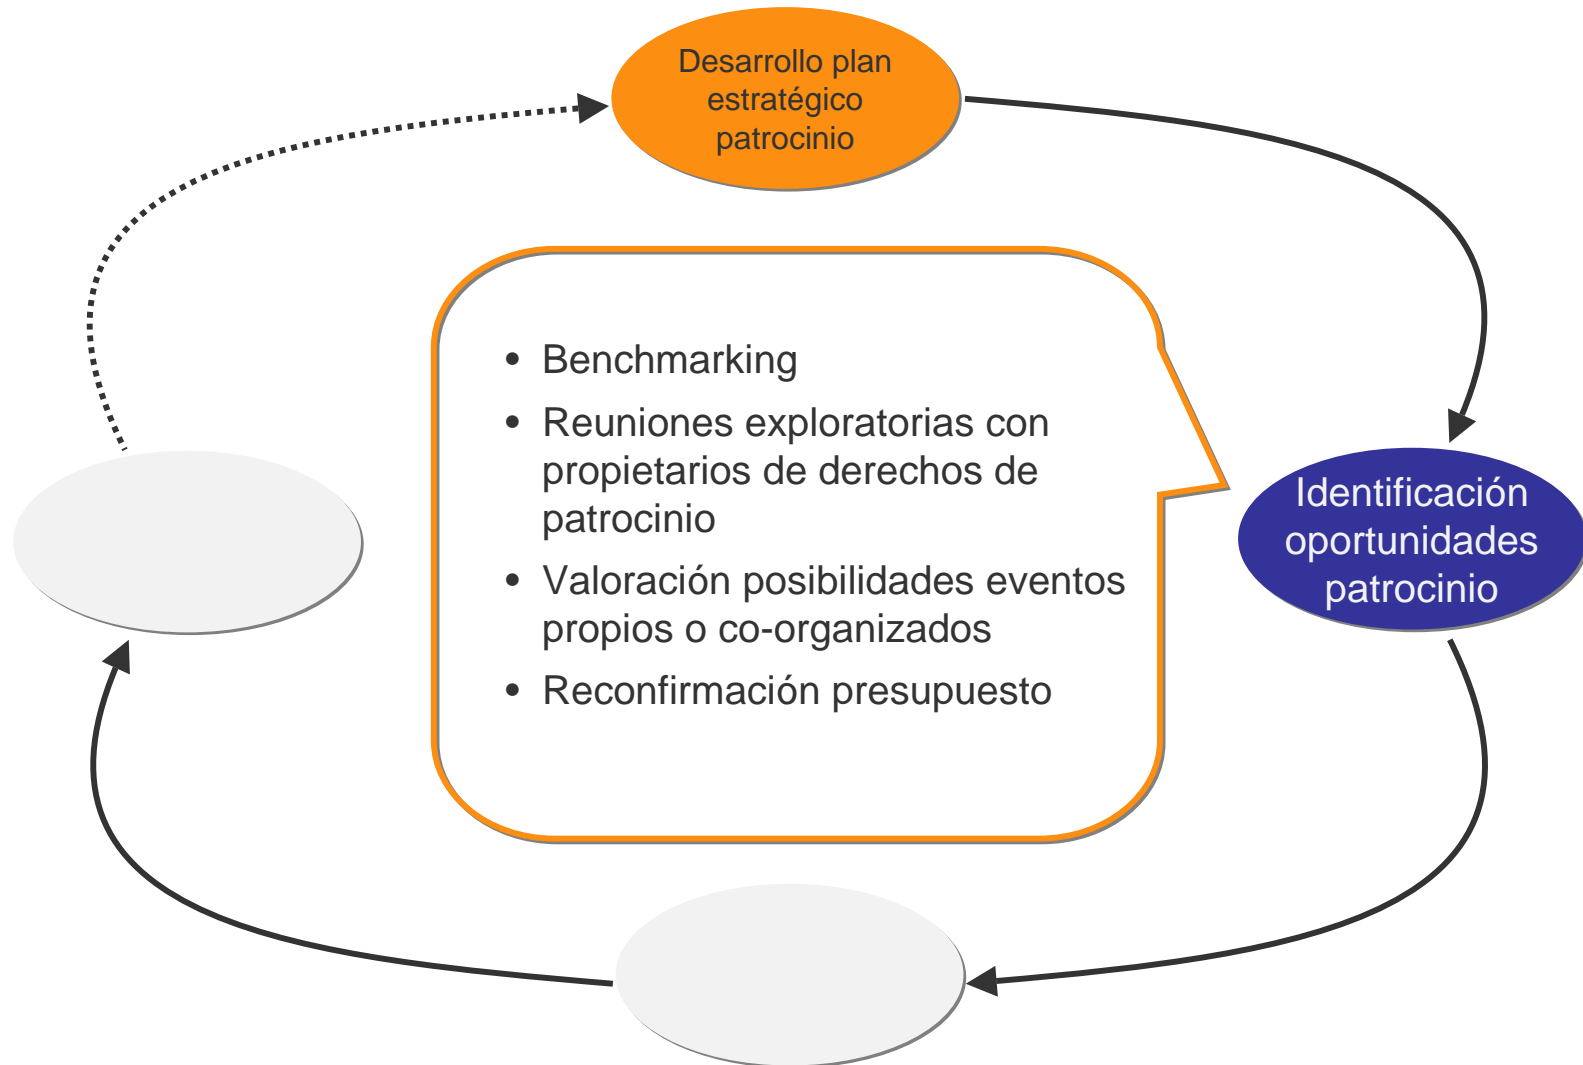 Desarrollo plan
estratégico
patrocinio
• Benchmarking
• Reuniones exploratorias con
propietarios de derechos de
patrocinio
• Valoración posibilidades eventos
propios o co-organizados
• Reconfirmación presupuesto
Identificación
oportunidades
patrocinio